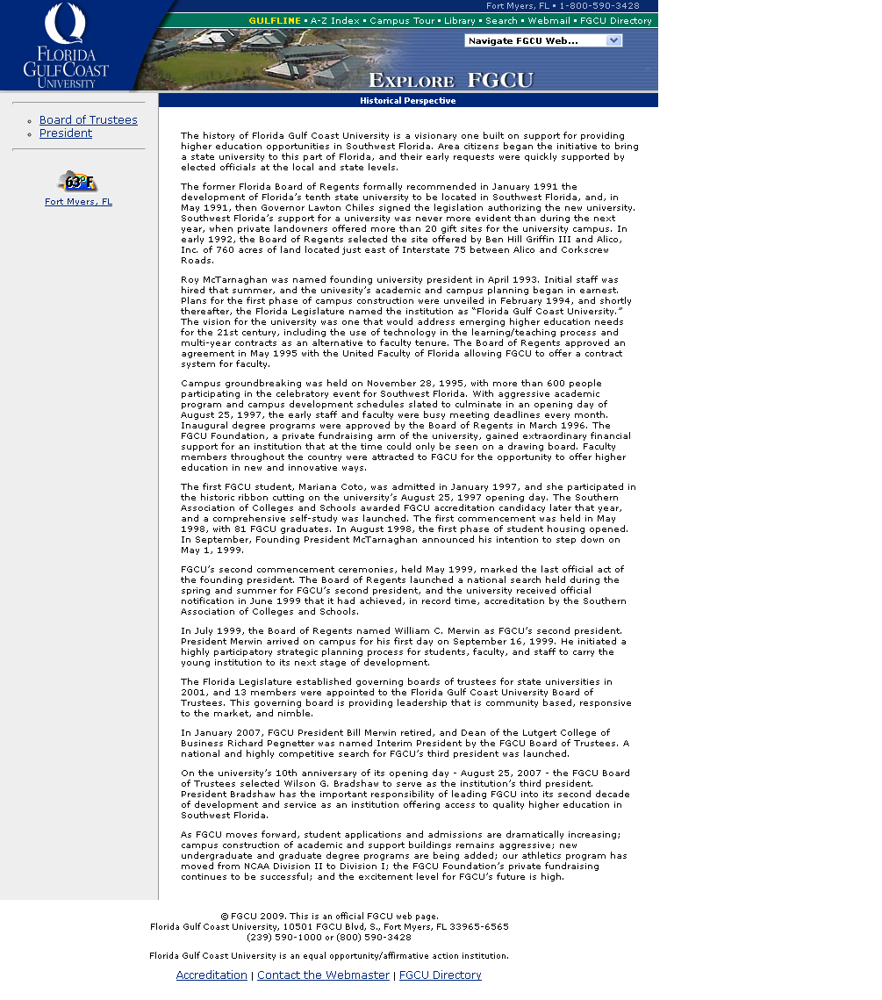 Fort Myers, FL • 1-800-590-3428
GULFLINE • A-Z Index • Campus Tour • Library • Search • Webmail • FGCU Directory
Navigate FGCU Web...
FLORIDA
GULF COAST
UNIVERSITY
EXPLORE FGCU
Historical Perspective
Board of Trustees
President
63°F
Fort Myers, FL
The history of Florida Gulf Coast University is a visionary one built on support for providing
higher education opportunities in Southwest Florida. Area citizens began the initiative to bring
a state university to this part of Florida, and their early requests were quickly supported by
elected officials at the local and state levels.
The former Florida Board of Regents formally recommended in January 1991 the
development of Florida's tenth state university to be located in Southwest Florida, and, in
May 1991, then Governor Lawton Chiles signed the legislation authorizing the new university.
Southwest Florida's support for a university was never more evident than during the next
year, when private landowners offered more than 20 gift sites for the university campus. In
early 1992, the Board of Regents selected the site offered by Ben Hill Griffin III and Alico,
Inc. of 760 acres of land located just east of Interstate 75 between Alico and Corkscrew
Roads.
Roy McTarnaghan was named founding university president in April 1993. Initial staff was
hired that summer, and the univesity's academic and campus planning began in earnest.
Plans for the first phase of campus construction were unveiled in February 1994, and shortly
thereafter, the Florida Legislature named the institution as “Florida Gulf Coast University.”
The vision for the university was one that would address emerging higher education needs
for the 21st century, including the use of technology in the learning/teaching process and
multi-year contracts as an alternative to faculty tenure. The Board of Regents approved an
agreement in May 1995 with the United Faculty of Florida allowing FGCU to offer a contract
system for faculty.
Campus groundbreaking was held on November 28, 1995, with more than 600 people
participating in the celebratory event for Southwest Florida. With aggressive academic
program and campus development schedules slated to culminate in an opening day of
August 25, 1997, the early staff and faculty were busy meeting deadlines every month.
Inaugural degree programs were approved by the Board of Regents in March 1996. The
FGCU Foundation, a private fundraising arm of the university, gained extraordinary financial
support for an institution that at the time could only be seen on a drawing board. Faculty
members throughout the country were attracted to FGCU for the opportunity to offer higher
education in new and innovative ways.
The first FGCU student, Mariana Coto, was admitted in January 1997, and she participated in
the historic ribbon cutting on the university's August 25, 1997 opening day. The Southern
Association of Colleges and Schools awarded FGCU accreditation candidacy later that year,
and a comprehensive self-study was launched. The first commencement was held in May
1998, with 81 FGCU graduates. In August 1998, the first phase of student housing opened.
In September, Founding President McTarnaghan announced his intention to step down on
May 1, 1999.
FGCU's second commencement ceremonies, held May 1999, marked the last official act of
the founding president. The Board of Regents launched a national search held during the
spring and summer for FGCU's second president, and the university received official
notification in June 1999 that it had achieved, in record time, accreditation by the Southern
Association of Colleges and Schools.
In July 1999, the Board of Regents named William C. Merwin as FGCU's second president.
President Merwin arrived on campus for his first day on September 16, 1999. He initiated a
highly participatory strategic planning process for students, faculty, and staff to carry the
young institution to its next stage of development.
The Florida Legislature established governing boards of trustees for state universities in
2001, and 13 members were appointed to the Florida Gulf Coast University Board of
Trustees. This governing board is providing leadership that is community based, responsive
to the market, and nimble.
In January 2007, FGCU President Bill Merwin retired, and Dean of the Lutgert College of
Business Richard Pegnetter was named Interim President by the FGCU Board of Trustees. A
national and highly competitive search for FGCU's third president was launched.
On the university's 10th anniversary of its opening day - August 25, 2007 - the FGCU Board
of Trustees selected Wilson G. Bradshaw to serve as the institution's third president.
President Bradshaw has the important responsibility of leading FGCU into its second decade
of development and service as an institution offering access to quality higher education in
Southwest Florida.
As FGCU moves forward, student applications and admissions are dramatically increasing;
campus construction of academic and support buildings remains aggressive; new
undergraduate and graduate degree programs are being added; our athletics program has
moved from NCAA Division II to Division I; the FGCU Foundation's private fundraising
continues to be successful; and the excitement level for FGCU's future is high.
© FGCU 2009. This is an official FGCU web page.
Florida Gulf Coast University, 10501 FGCU Blvd, S., Fort Myers, FL 33965-6565
(239) 590-1000 or (800) 590-3428
Florida Gulf Coast University is an equal opportunity/affirmative action institution.
Accreditation | Contact the Webmaster | FGCU Directory